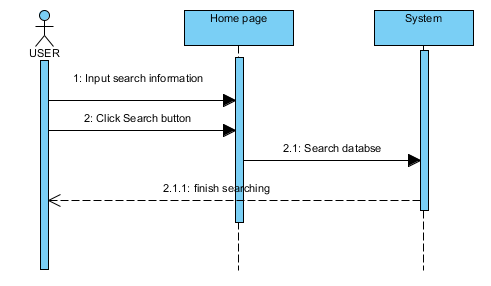 Home page
System
USER
1: Input search information
2: Click Search button
2.1: Search databse
2.1.1: finish searching